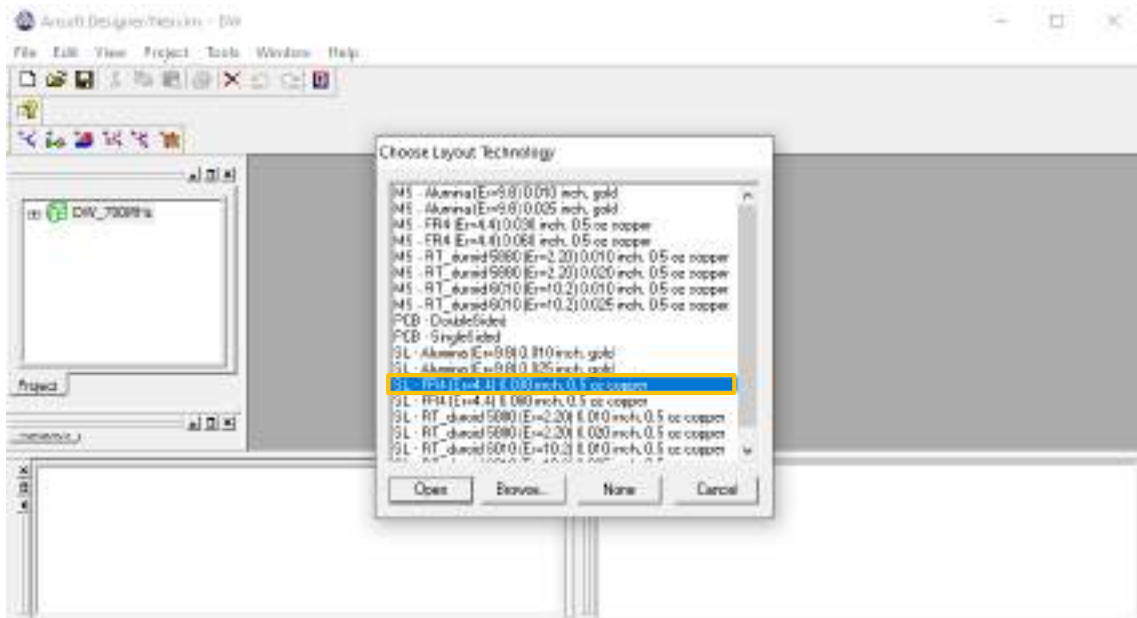 Ansoft Designer/Nexxim - DW
File Edit View Project Tools Window Help
DW_700MHz
Project
Choose Layout Technology
MS - Alumina (Er=9.8) 0.010 inch, gold
MS - Alumina (Er=9.8) 0.025 inch, gold
MS - FR4 (Er=4.4) 0.030 inch, 0.5 oz copper
MS - FR4 (Er=4.4) 0.060 inch, 0.5 oz copper
MS - RT_duroid 5880 (Er=2.20) 0.010 inch, 0.5 oz copper
MS - RT_duroid 5880 (Er=2.20) 0.020 inch, 0.5 oz copper
MS - RT_duroid 6010 (Er=10.2) 0.010 inch, 0.5 oz copper
MS - RT_duroid 6010 (Er=10.2) 0.025 inch, 0.5 oz copper
PCB - DoubleSided
PCB - SingleSided
SL - Alumina (Er=9.8) 0.010 inch, gold
SL - Alumina (Er=9.8) 0.025 inch, gold
SL - FR4 (Er=4.4) 0.030 inch, 0.5 oz copper
SL - FR4 (Er=4.4) 0.060 inch, 0.5 oz copper
SL - RT_duroid 5880 (Er=2.20) 0.010 inch, 0.5 oz copper
SL - RT_duroid 5880 (Er=2.20) 0.020 inch, 0.5 oz copper
SL - RT_duroid 6010 (Er=10.2) 0.010 inch, 0.5 oz copper
Open Browse... None Cancel